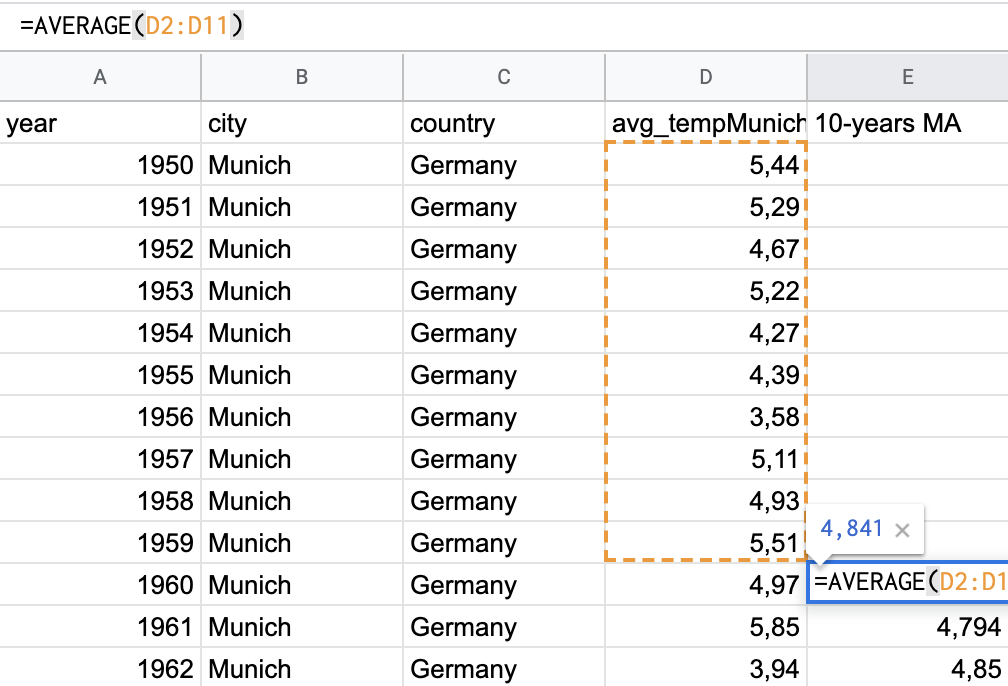 =AVERAGE(D2:D11)
A B C D E
year city country avg_tempMunich 10-years MA
1950 Munich Germany 5,44
1951 Munich Germany 5,29
1952 Munich Germany 4,67
1953 Munich Germany 5,22
1954 Munich Germany 4,27
1955 Munich Germany 4,39
1956 Munich Germany 3,58
1957 Munich Germany 5,11
1958 Munich Germany 4,93
4,841 ×
1959 Munich Germany 5,51
1960 Munich Germany 4,97 =AVERAGE(D2:D1
1961 Munich Germany 5,85 4,794
1962 Munich Germany 3,94 4,85